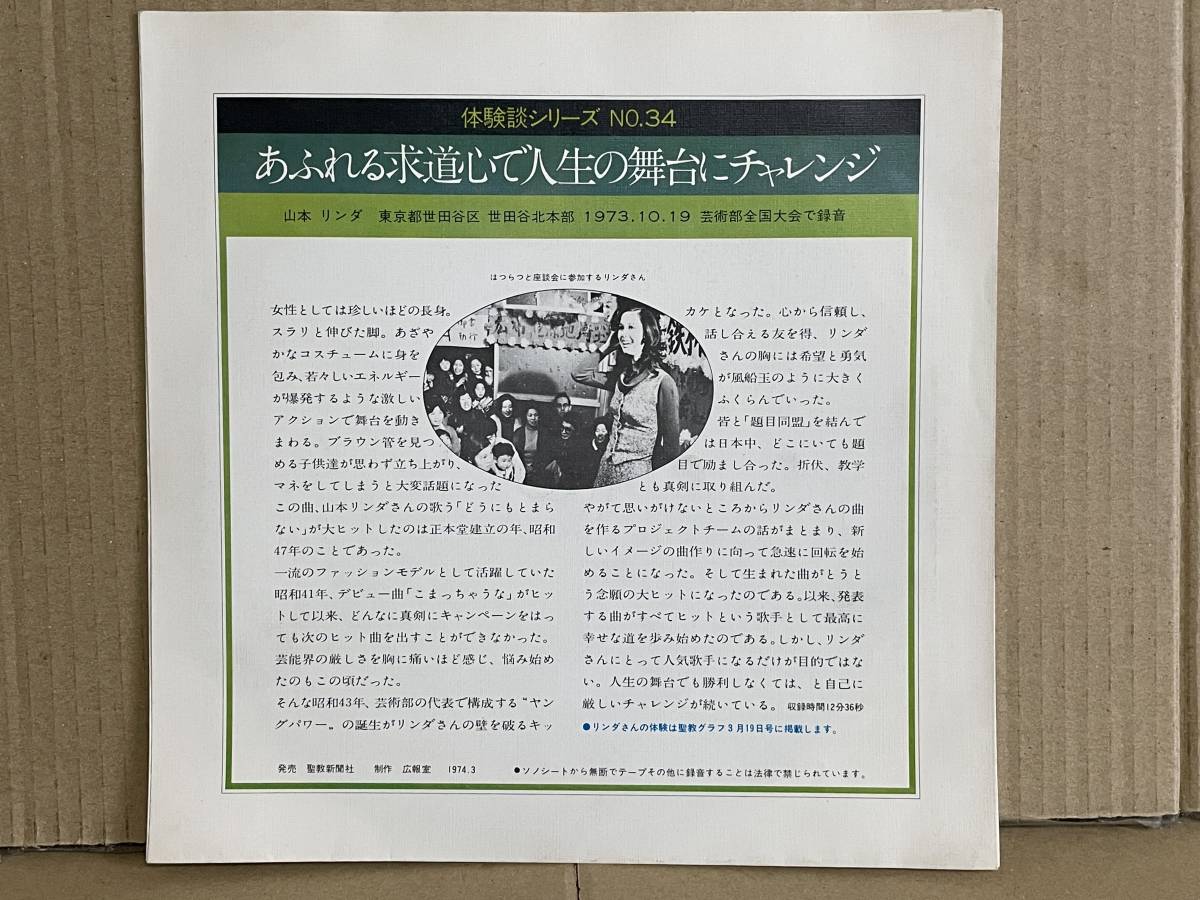 体験談シリーズ NO.34
あふれる求道心で人生の舞台にチャレンジ
山本 リンダ 東京都世田谷区 世田谷北本部 1973.10.19 芸術部全国大会で録音
はつらつと座談会に参加するリンダさん
女性としては珍しいほどの長身。
スラリと伸びた脚。あざや
かなコスチュームに身を
包み、若々しいエネルギー
が爆発するような激しい
アクションで舞台を動き
まわる。ブラウン管を見つ
める子供達が思わず立ち上がり、
マネをしてしまうと大変話題になった
この曲、山本リンダさんの歌う「どうにもとまら
ない」が大ヒットしたのは正本堂建立の年、昭和
47年のことであった。
一流のファッションモデルとして活躍していた
昭和41年、デビュー曲「こまっちゃうな」がヒッ
トして以来、どんなに真剣にキャンペーンをはっ
ても次のヒット曲を出すことができなかった。
芸能界の厳しさを胸に痛いほど感じ、悩み始め
たのもこの頃だった。
そんな昭和43年、芸術部の代表で構成する〝ヤン
グパワー〟の誕生がリンダさんの壁を破るキッ
カケとなった。心から信頼し、
話し合える友を得、リンダ
さんの胸には希望と勇気
が風船玉のように大きく
ふくらんでいった。
皆と「題目同盟」を結んで
は日本中、どこにいても題
目で励まし合った。折伏、教学
とも真剣に取り組んだ。
やがて思いがけないところからリンダさんの曲
を作るプロジェクトチームの話がまとまり、新
しいイメージの曲作りに向って急速に回転を始
めることになった。そして生まれた曲がとうと
う念願の大ヒットになったのである。以来、発表
する曲がすべてヒットという歌手として最高に
幸せな道を歩み始めたのである。しかし、リンダ
さんにとって人気歌手になるだけが目的ではな
い。人生の舞台でも勝利しなくては、と自己に
厳しいチャレンジが続いている。 収録時間12分36秒
●リンダさんの体験は聖教グラフ3月19日号に掲載します。
発売 聖教新聞社 制作 広報室 1974.3 ●ソノシートから無断でテープその他に録音することは法律で禁じられています。